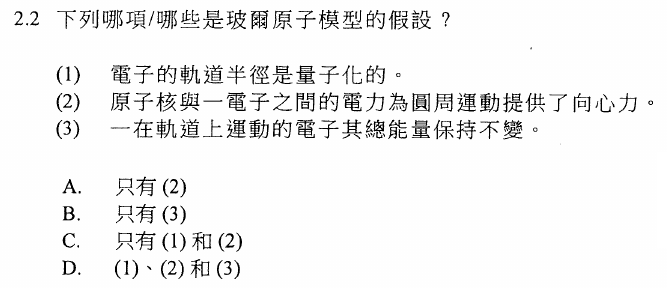 2.2 下列哪項/哪些是玻爾原子模型的假設？
(1) 電子的軌道半徑是量子化的。
(2) 原子核與一電子之間的電力為圓周運動提供了向心力。
(3) 一在軌道上運動的電子其總能量保持不變。
A. 只有 (2)
B. 只有 (3)
C. 只有 (1) 和 (2)
D. (1)、(2) 和 (3)